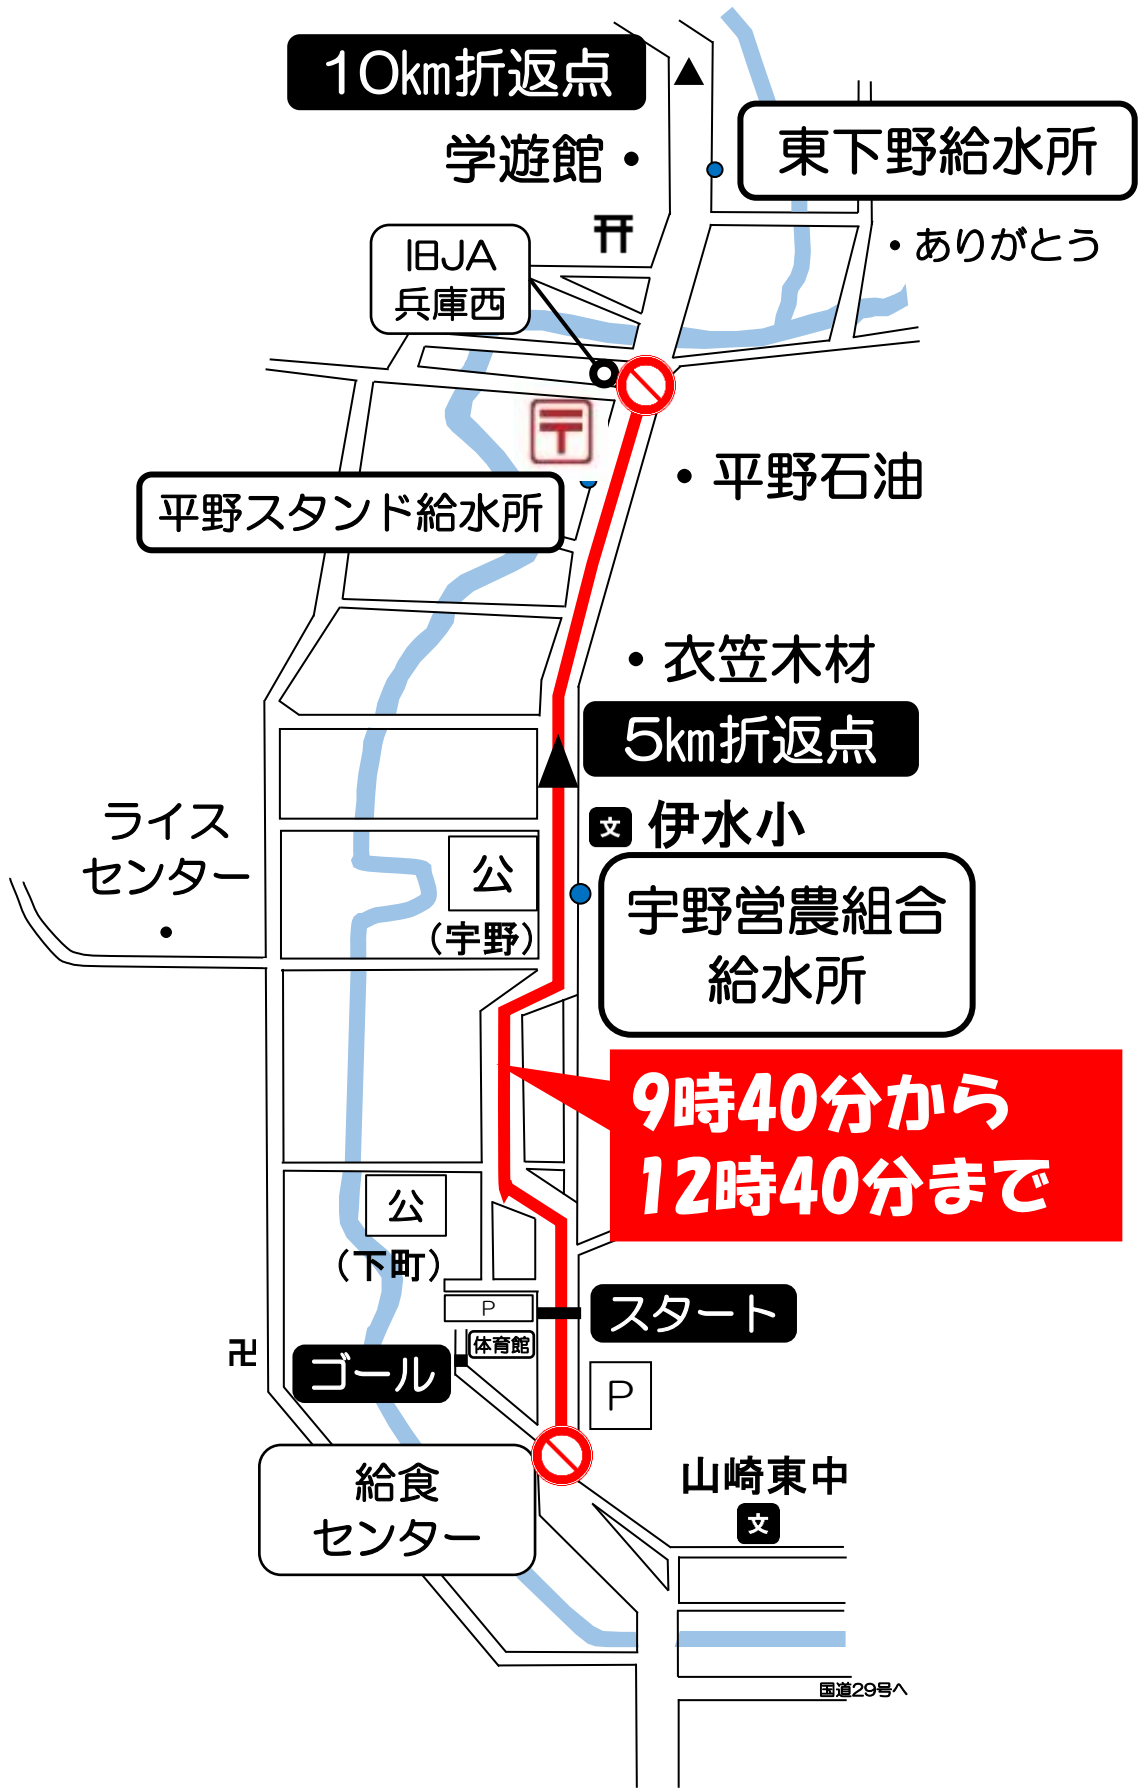 10km折返点
学遊館
東下野給水所
ありがとう
旧JA
兵庫西
〒
平野石油
平野スタンド給水所
衣笠木材
5km折返点
文 伊水小
ライス
センター
公
(宇野)
宇野営農組合
給水所
9時40分から
12時40分まで
公
(下町)
P
スタート
体育館
卍
ゴール
P
給食
センター
山崎東中
文
国道29号へ